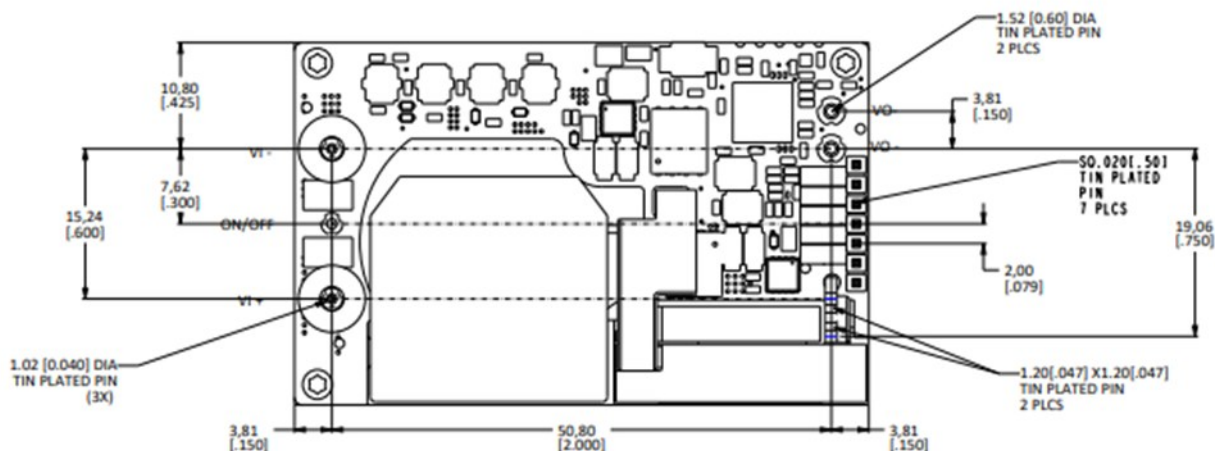 1.52 [0.60] DIA
TIN PLATED PIN
2 PLCS
10,80
[.425]
3,81
[.150]
VO-
VI -
VO -
SQ.020[.50]
TIN PLATED
PIN
7 PLCS
7,62
[.300]
15,24
[.600]
ON/OFF
19,06
[.750]
2,00
[.079]
VI +
1.02 [0.040] DIA
TIN PLATED PIN
(3X)
1.20[.047] X1.20[.047]
TIN PLATED PIN
2 PLCS
3,81
[.150]
50,80
[2.000]
3,81
[.150]